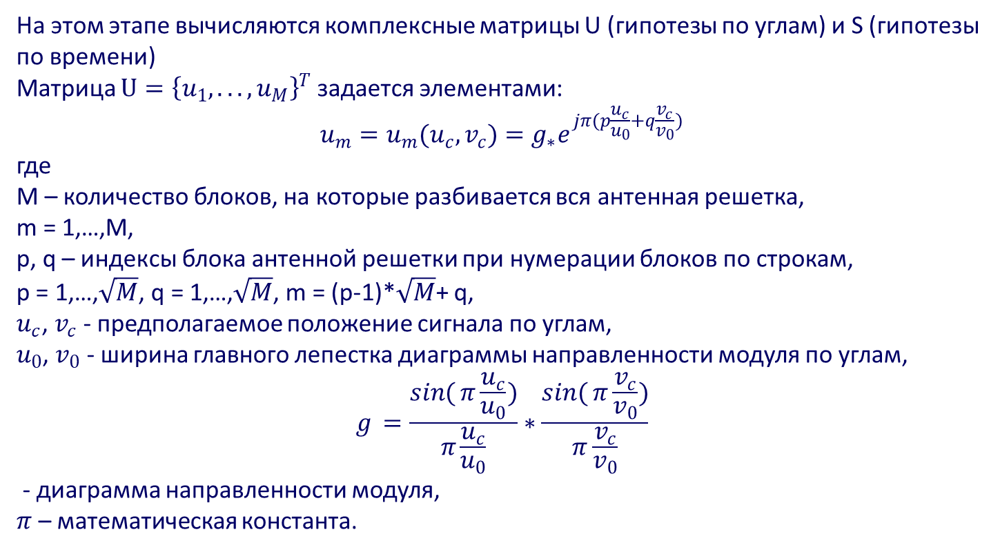 На этом этапе вычисляются комплексные матрицы U (гипотезы по углам) и S (гипотезы
по времени)
Матрица $\mathrm{U} = \{u_1, \ldots, u_M\}^T$ задается элементами:
$u_m = u_m(u_c, v_c) = g_* e^{j\pi(p\frac{u_c}{u_0}+q\frac{v_c}{v_0})}$
где
М – количество блоков, на которые разбивается вся антенная решетка,
m = 1,…,М,
p, q – индексы блока антенной решетки при нумерации блоков по строкам,
p = 1,…,$\sqrt{M}$, q = 1,…,$\sqrt{M}$, m = (p-1)*$\sqrt{M}$+ q,
$u_c$, $v_c$ - предполагаемое положение сигнала по углам,
$u_0$, $v_0$ - ширина главного лепестка диаграммы направленности модуля по углам,
$g = \frac{sin(\pi\frac{u_c}{u_0})}{\pi\frac{u_c}{u_0}} * \frac{sin(\pi\frac{v_c}{v_0})}{\pi\frac{v_c}{v_0}}$
- диаграмма направленности модуля,
$\pi$ – математическая константа.